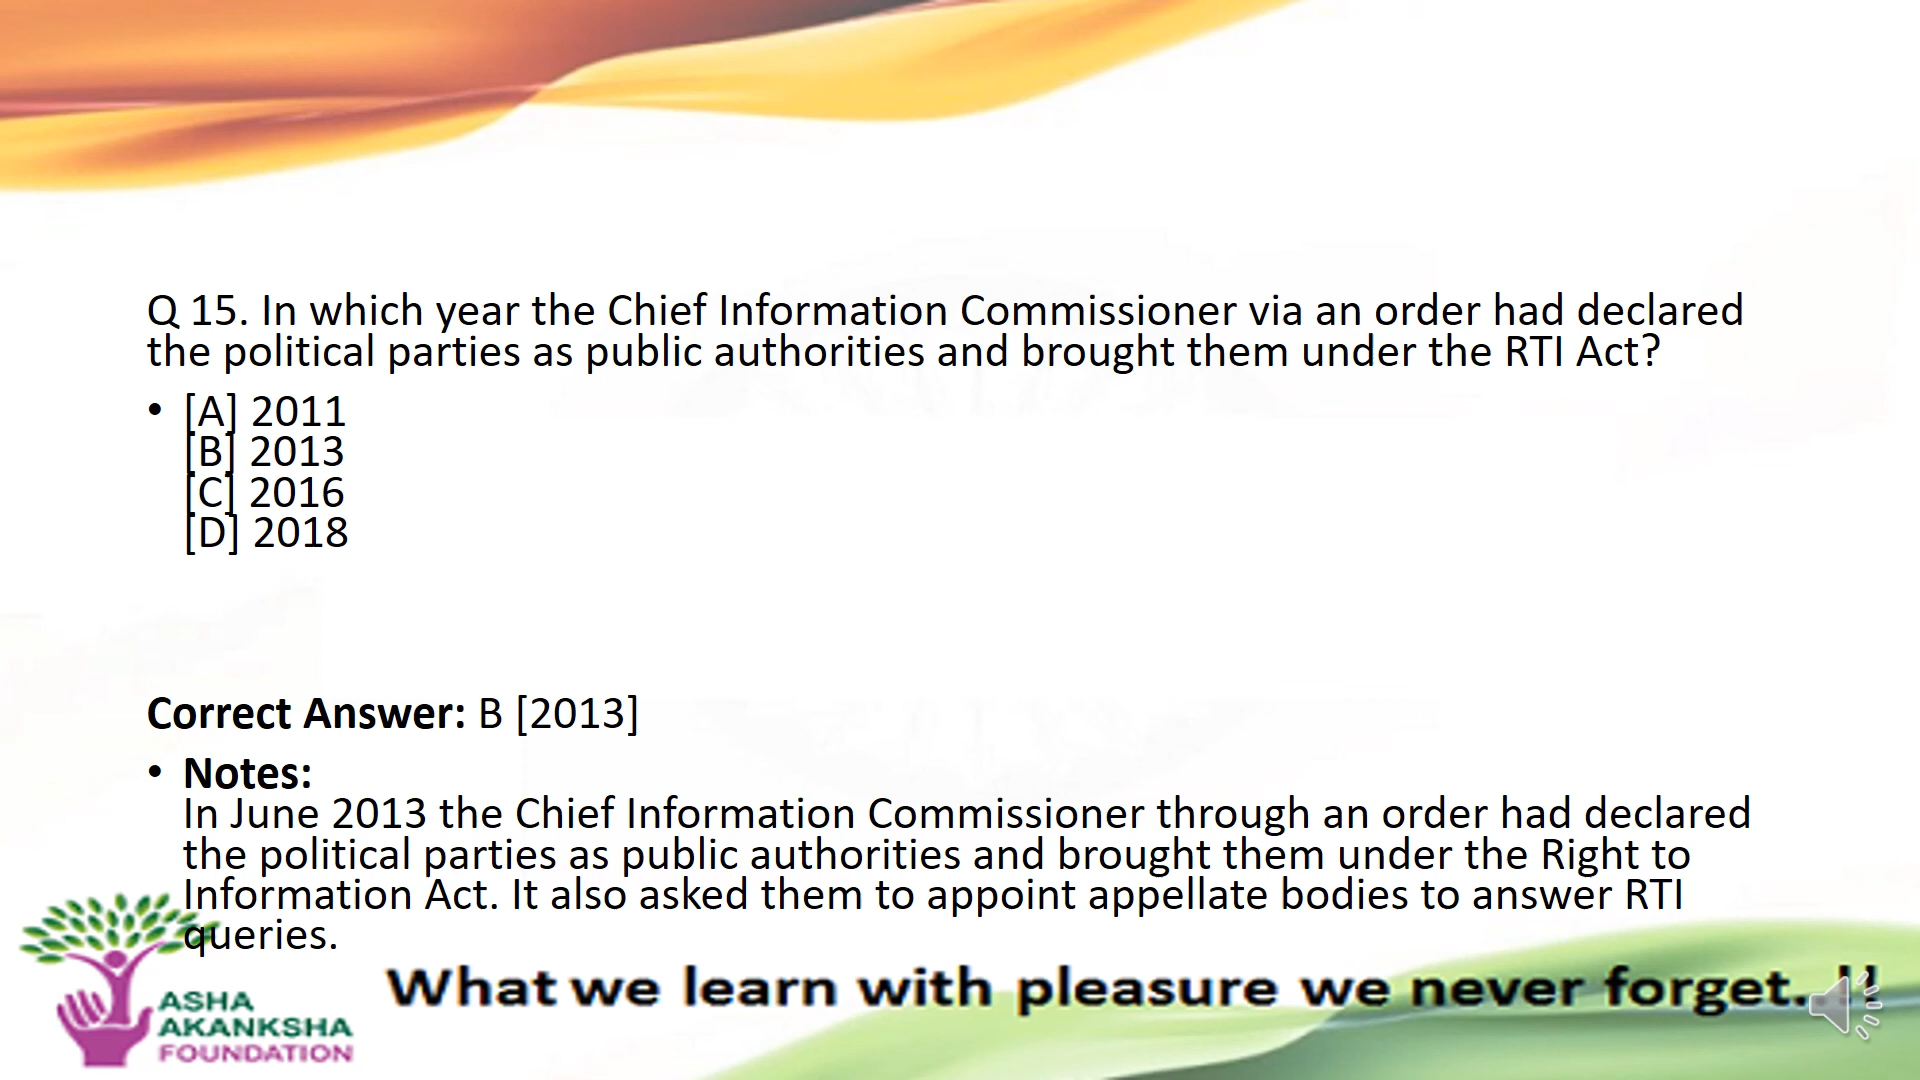 Q 15. In which year the Chief Information Commissioner via an order had declared
the political parties as public authorities and brought them under the RTI Act?
• [A] 2011
[B] 2013
[C] 2016
[D] 2018
Correct Answer: B [2013]
• Notes:
In June 2013 the Chief Information Commissioner through an order had declared
the political parties as public authorities and brought them under the Right to
Information Act. It also asked them to appoint appellate bodies to answer RTI
queries.
What we learn with pleasure we never forget...!!
ASHA
AKANKSHA
FOUNDATION